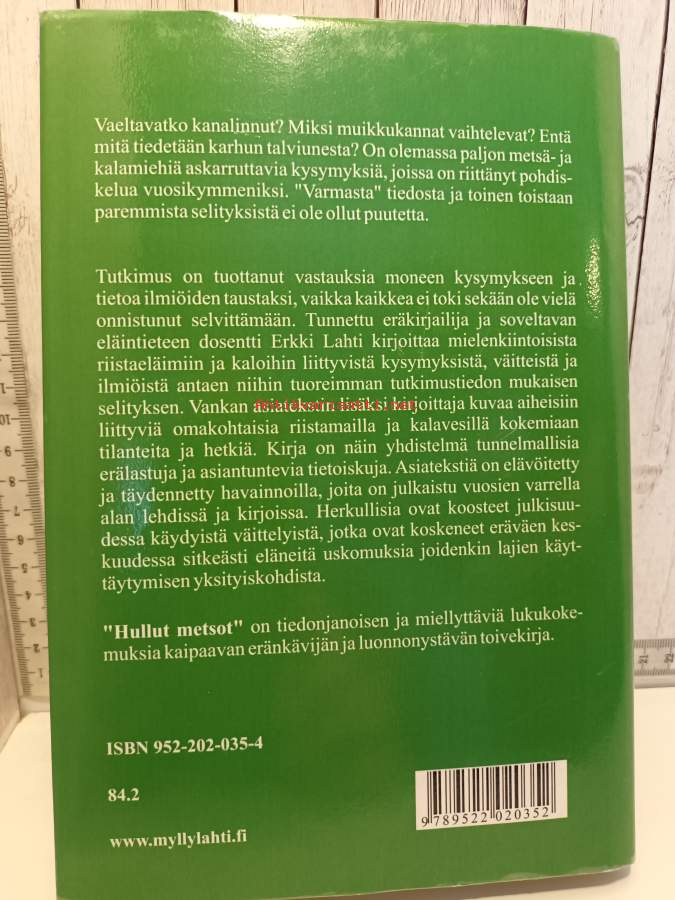 Vaeltavatko kanalinnut? Miksi muikkukannat vaihtelevat? Entä
mitä tiedetään karhun talviunesta? On olemassa paljon metsä- ja
kalamiehiä askarruttavia kysymyksiä, joissa on riittänyt pohdis-
kelua vuosikymmeniksi. "Varmasta" tiedosta ja toinen toistaan
paremmista selityksistä ei ole ollut puutetta.
Tutkimus on tuottanut vastauksia moneen kysymykseen ja
tietoa ilmiöiden taustaksi, vaikka kaikkea ei toki sekään ole vielä
onnistunut selvittämään. Tunnettu eräkirjailija ja soveltavan
eläintieteen dosentti Erkki Lahti kirjoittaa mielenkiintoisista
riistaeläimiin ja kaloihin liittyvistä kysymyksistä, väitteistä ja
ilmiöistä antaen niihin tuoreimman tutkimustiedon mukaisen
selityksen. Vankan kirjoittaja kuvaa aiheisiin
liittyviä omakohtaisia riistamailla ja kalavesillä kokemiaan
tilanteita ja hetkiä. Kirja on näin yhdistelmä tunnelmallisia
erälastuja ja asiantuntevia tietoiskuja. Asiatekstiä on elävöitetty
ja täydennetty havainnoilla, joita on julkaistu vuosien varrella
alan lehdissä ja kirjoissa. Herkullisia ovat koosteet julkisuu-
dessa käydyistä väittelyistä, jotka ovat koskeneet eräväen kes-
kuudessa sitkeästi eläneitä uskomuksia joidenkin lajien käyt-
täytymisen yksityiskohdista.
"Hullut metsot" on tiedonjanoisen ja miellyttäviä lukukoke-
muksia kaipaavan eränkävijän ja luonnonystävän toivekirja.
ISBN 952-202-035-4
84.2
9 789522 020352
www.myllylahti.fi